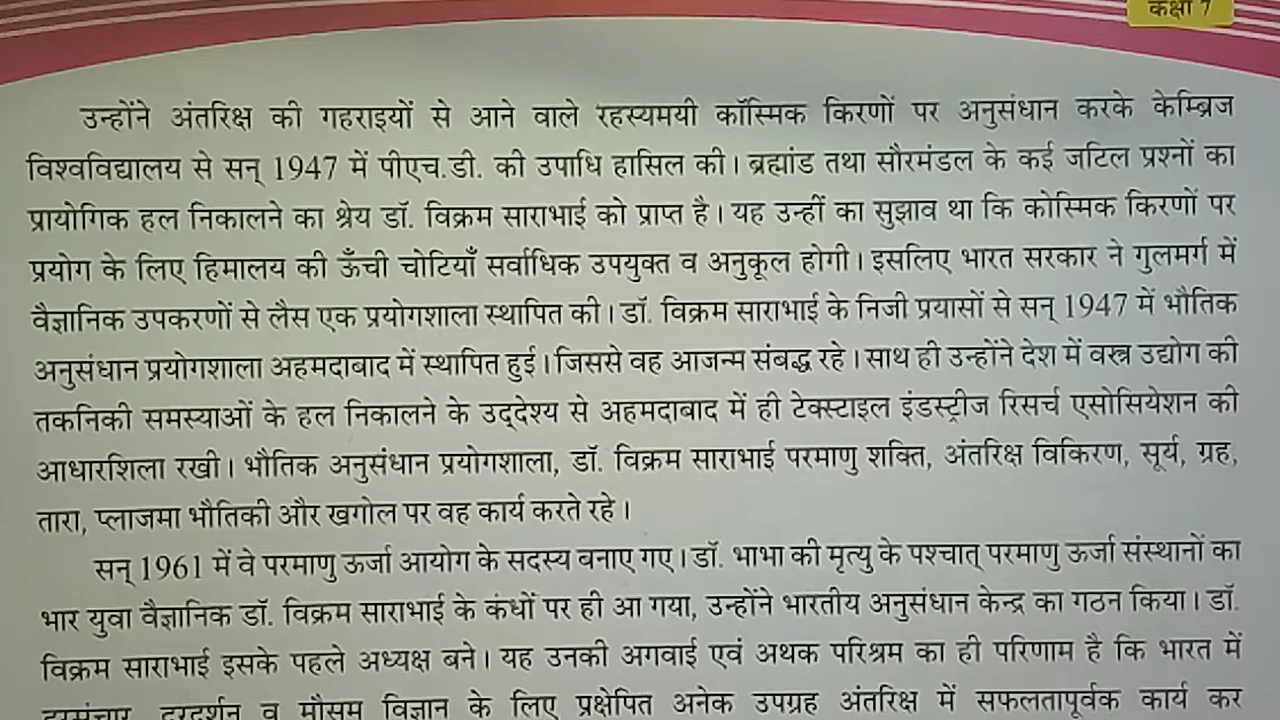 कक्षा 7
उन्होंने अंतरिक्ष की गहराइयों से आने वाले रहस्यमयी कॉस्मिक किरणों पर अनुसंधान करके केम्ब्रिज
विश्वविद्यालय से सन् 1947 में पीएच.डी. की उपाधि हासिल की। ब्रह्मांड तथा सौरमंडल के कई जटिल प्रश्नों का
प्रायोगिक हल निकालने का श्रेय डॉ. विक्रम साराभाई को प्राप्त है। यह उन्हीं का सुझाव था कि कोस्मिक किरणों पर
प्रयोग के लिए हिमालय की ऊँची चोटियाँ सर्वाधिक उपयुक्त व अनुकूल होगी। इसलिए भारत सरकार ने गुलमर्ग में
वैज्ञानिक उपकरणों से लैस एक प्रयोगशाला स्थापित की। डॉ. विक्रम साराभाई के निजी प्रयासों से सन् 1947 में भौतिक
अनुसंधान प्रयोगशाला अहमदाबाद में स्थापित हुई। जिससे वह आजन्म संबद्ध रहे। साथ ही उन्होंने देश में वस्त्र उद्योग की
तकनिकी समस्याओं के हल निकालने के उद्‌देश्य से अहमदाबाद में ही टेक्स्टाइल इंडस्ट्रीज रिसर्च एसोसियेशन की
आधारशिला रखी। भौतिक अनुसंधान प्रयोगशाला, डॉ. विक्रम साराभाई परमाणु शक्ति, अंतरिक्ष विकिरण, सूर्य, ग्रह,
तारा, प्लाजमा भौतिकी और खगोल पर वह कार्य करते रहे।
सन् 1961 में वे परमाणु ऊर्जा आयोग के सदस्य बनाए गए। डॉ. भाभा की मृत्यु के पश्चात् परमाणु ऊर्जा संस्थानों का
भार युवा वैज्ञानिक डॉ. विक्रम साराभाई के कंधों पर ही आ गया, उन्होंने भारतीय अनुसंधान केन्द्र का गठन किया। डॉ.
विक्रम साराभाई इसके पहले अध्यक्ष बने। यह उनकी अगवाई एवं अथक परिश्रम का ही परिणाम है कि भारत में
दूरसंचार, दूरदर्शन व मौसम विज्ञान के लिए प्रक्षेपित अनेक उपग्रह अंतरिक्ष में सफलतापूर्वक कार्य कर